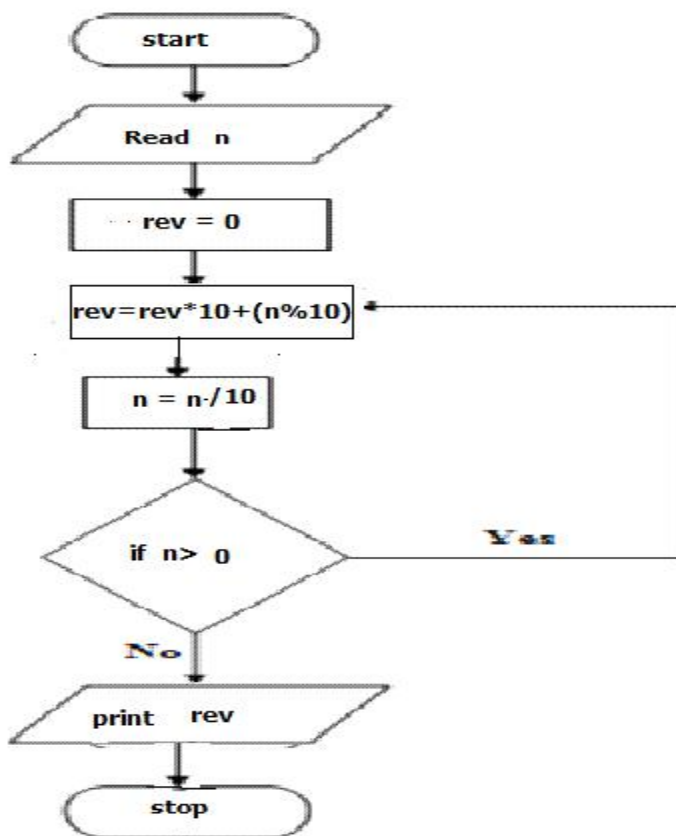 start
Read n
rev = 0
rev=rev*10+(n%10)
n = n /10
if n> 0
Yes
No
print rev
stop